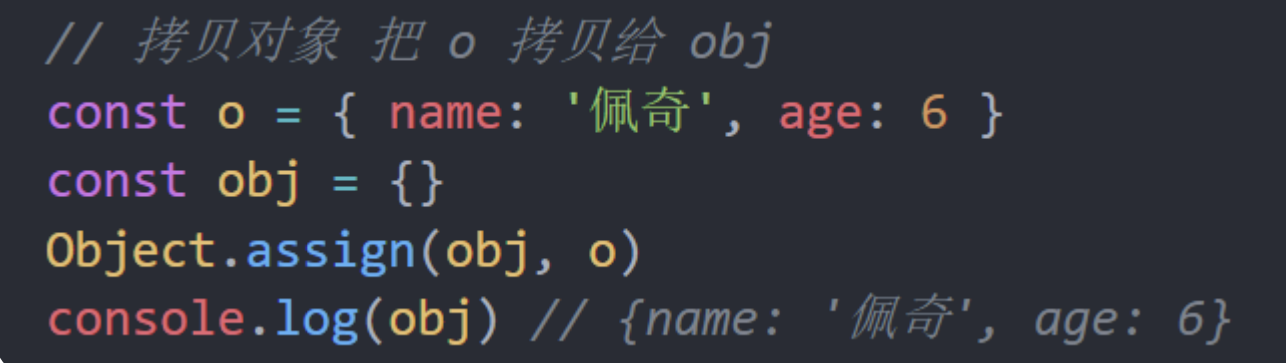 // 拷贝对象 把 o 拷贝给 obj
const o = { name: '佩奇', age: 6 }
const obj = {}
Object.assign(obj, o)
console.log(obj) // {name: '佩奇', age: 6}